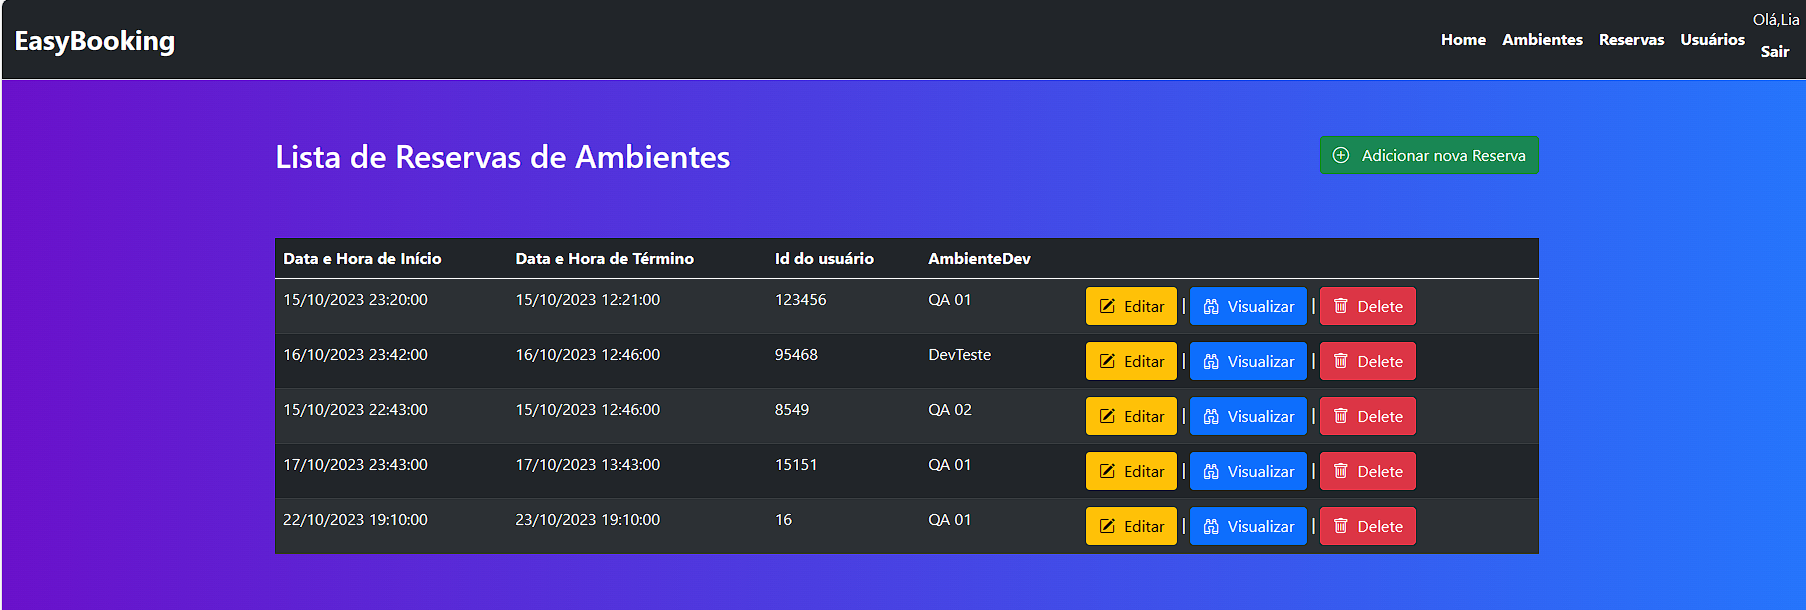 EasyBooking
Home Ambientes Reservas Usuários
Olá,Lia
Sair
Lista de Reservas de Ambientes
Adicionar nova Reserva
Data e Hora de Início Data e Hora de Término Id do usuário AmbienteDev
15/10/2023 23:20:00 15/10/2023 12:21:00 123456 QA 01 Editar | Visualizar | Delete
16/10/2023 23:42:00 16/10/2023 12:46:00 95468 DevTeste Editar | Visualizar | Delete
15/10/2023 22:43:00 15/10/2023 12:46:00 8549 QA 02 Editar | Visualizar | Delete
17/10/2023 23:43:00 17/10/2023 13:43:00 15151 QA 01 Editar | Visualizar | Delete
22/10/2023 19:10:00 23/10/2023 19:10:00 16 QA 01 Editar | Visualizar | Delete